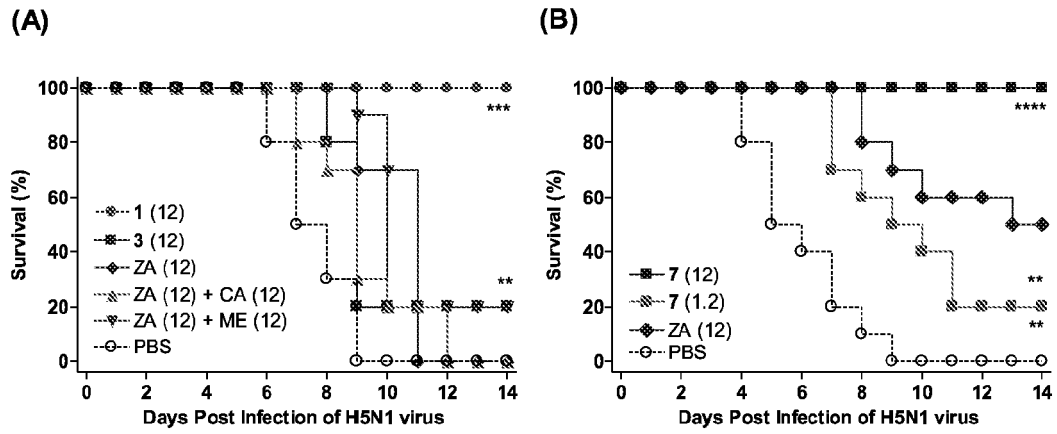 (A)
100
80
60
40
20
0
Survival (%)
***
**
1 (12)
3 (12)
ZA (12)
ZA (12) + CA (12)
ZA (12) + ME (12)
PBS
0 2 4 6 8 10 12 14
Days Post Infection of H5N1 virus
(B)
100
80
60
40
20
0
Survival (%)
****
**
**
7 (12)
7 (1.2)
ZA (12)
PBS
0 2 4 6 8 10 12 14
Days Post Infection of H5N1 virus